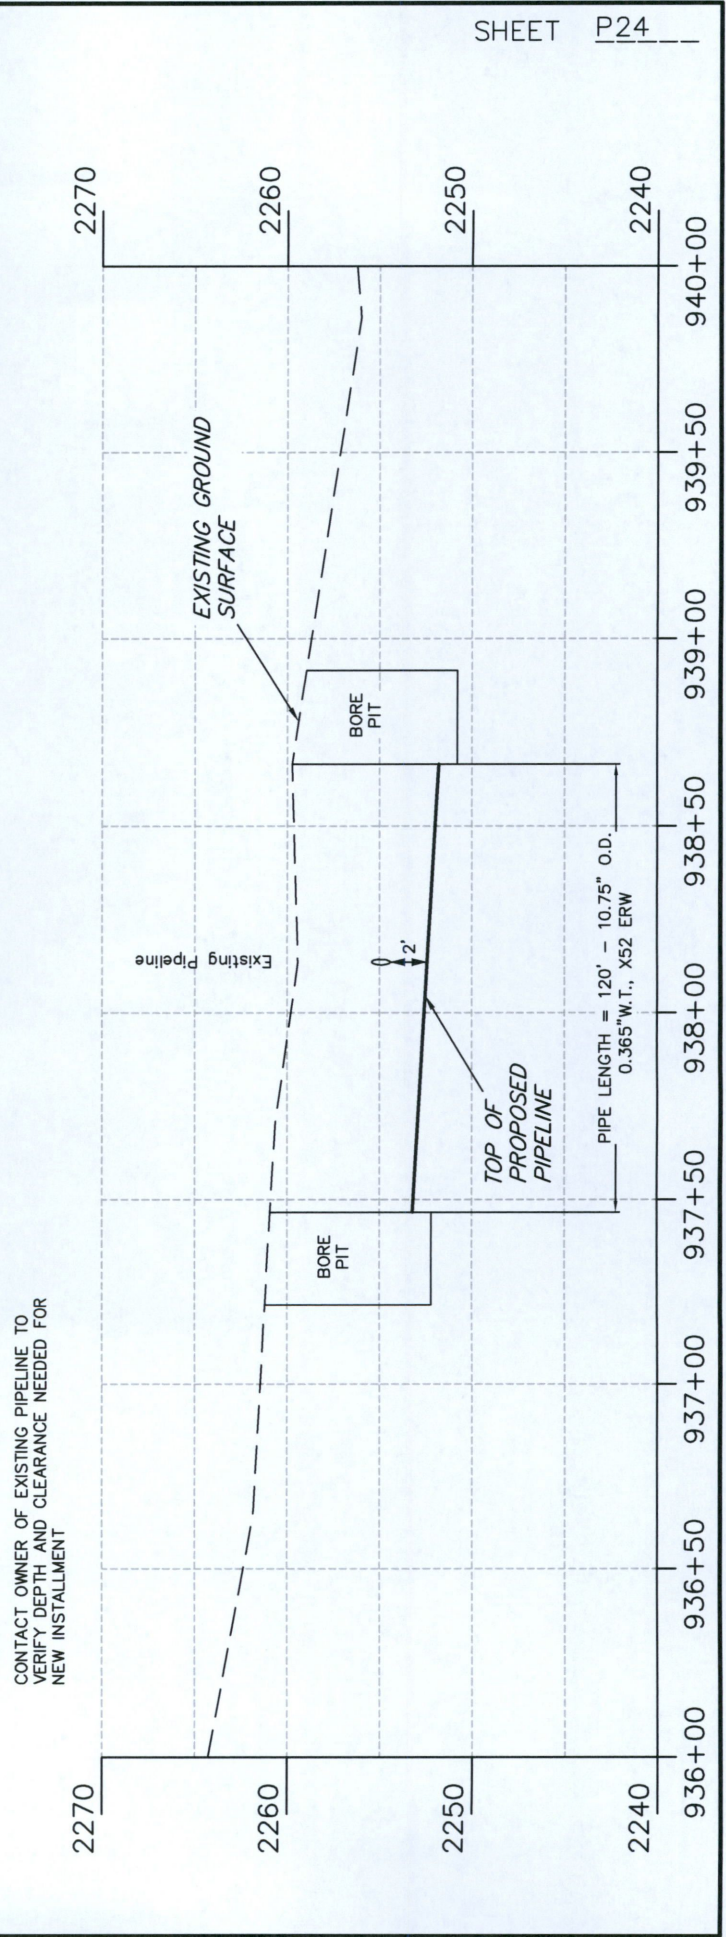 SHEET P24
CONTACT OWNER OF EXISTING PIPELINE TO
VERIFY DEPTH AND CLEARANCE NEEDED FOR
NEW INSTALLMENT
2270
2260
2250
2240
2270
2260
2250
2240
EXISTING GROUND
SURFACE
Existing Pipeline
BORE
PIT
BORE
PIT
2'
TOP OF
PROPOSED
PIPELINE
PIPE LENGTH = 120' - 10.75" O.D.
0.365"W.T., X52 ERW
936+00
936+50
937+00
937+50
938+00
938+50
939+00
939+50
940+00